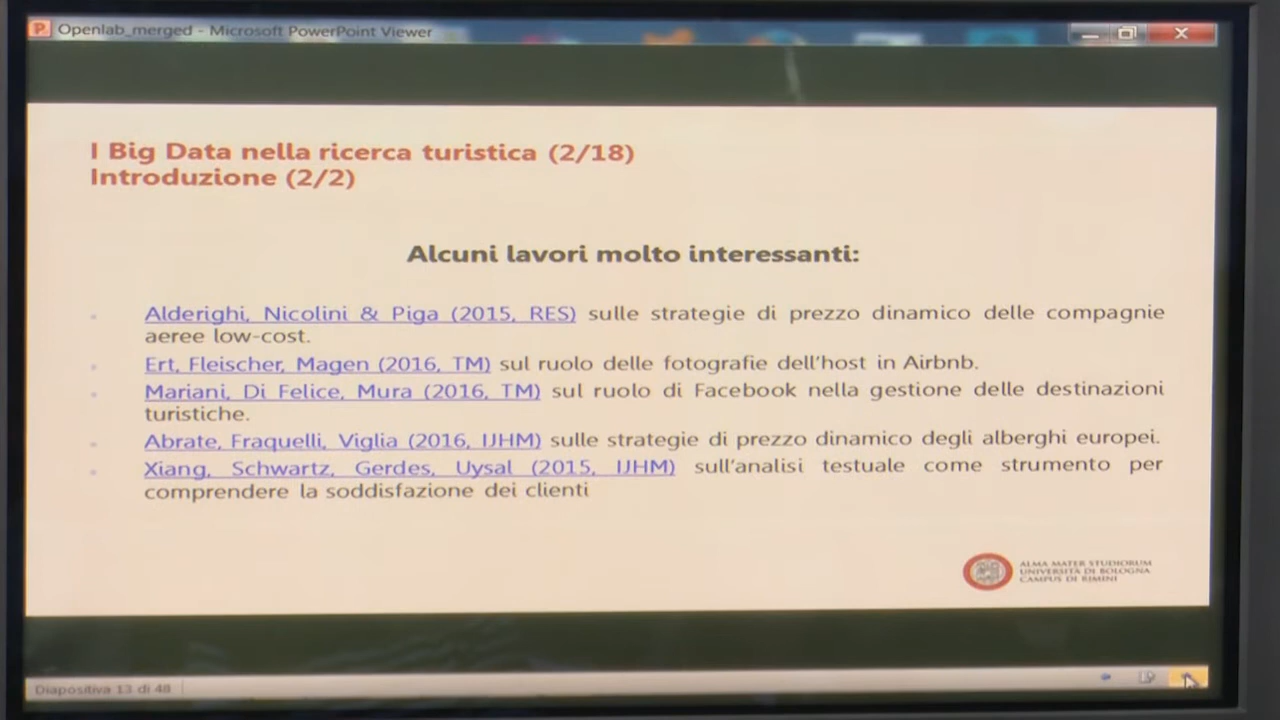 Openlab_merged - Microsoft PowerPoint Viewer
I Big Data nella ricerca turistica (2/18)
Introduzione (2/2)
Alcuni lavori molto interessanti:
Alderighi, Nicolini & Piga (2015, RES) sulle strategie di prezzo dinamico delle compagnie
aeree low-cost.
Ert, Fleischer, Magen (2016, TM) sul ruolo delle fotografie dell'host in Airbnb.
Mariani, Di Felice, Mura (2016, TM) sul ruolo di Facebook nella gestione delle destinazioni
turistiche.
Abrate, Fraquelli, Viglia (2016, IJHM) sulle strategie di prezzo dinamico degli alberghi europei.
Xiang, Schwartz, Gerdes, Uysal (2015, IJHM) sull'analisi testuale come strumento per
comprendere la soddisfazione dei clienti
ALMA MATER STUDIORUM
UNIVERSITÀ DI BOLOGNA
CAMPUS DI RIMINI
Diapositiva 13 di 48